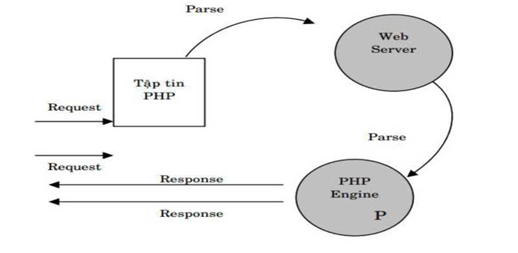 Parse
Web
Server
Tập tin
PHP
Request
Parse
Request
Response
PHP
Engine
P
Response